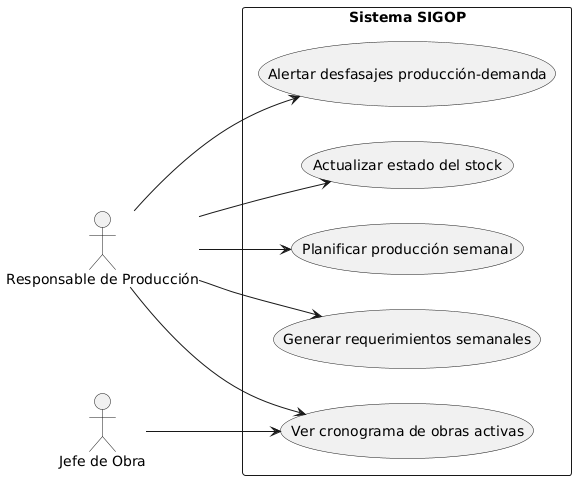 Sistema SIGOP
Alertar desfasajes producción-demanda
Actualizar estado del stock
Planificar producción semanal
Responsable de Producción
Generar requerimientos semanales
Ver cronograma de obras activas
Jefe de Obra